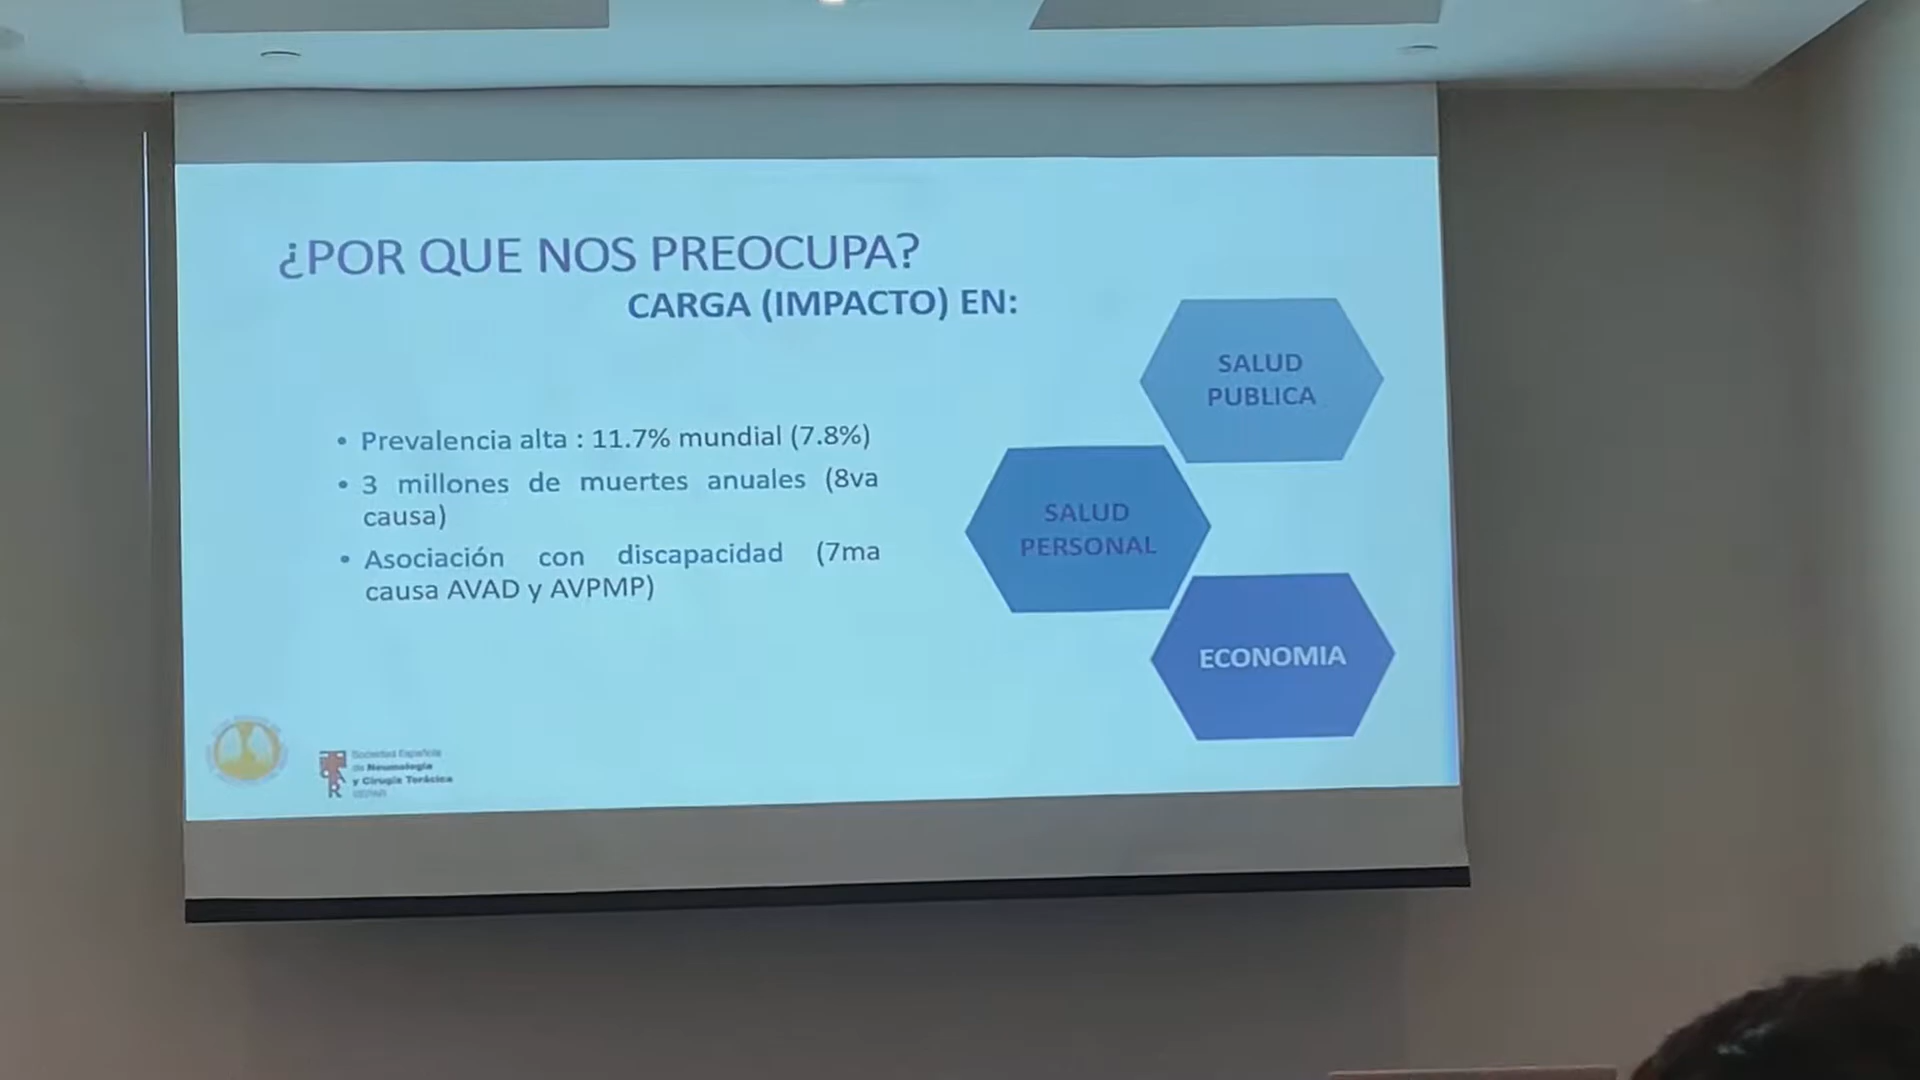 ¿POR QUE NOS PREOCUPA?
CARGA (IMPACTO) EN:
• Prevalencia alta : 11.7% mundial (7.8%)
• 3 millones de muertes anuales (8va
causa)
• Asociación con discapacidad (7ma
causa AVAD y AVPMP)
SALUD
PUBLICA
SALUD
PERSONAL
ECONOMIA
Sociedad Española
de Neumología
y Cirugía Torácica
SEPAR